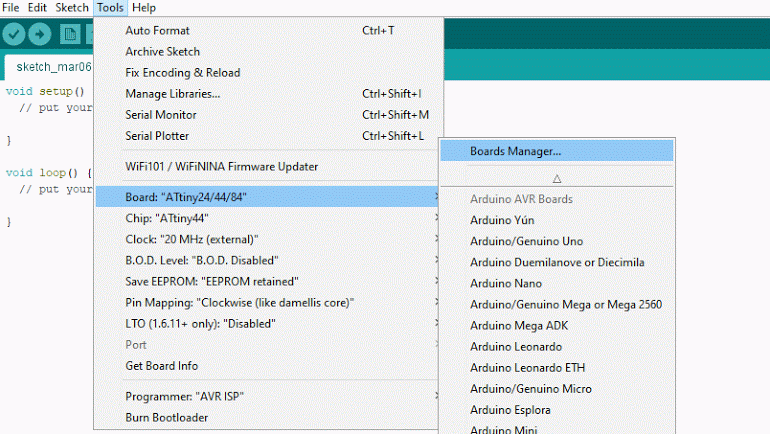 File Edit Sketch Tools Help
sketch_mar06
void setup()
// put your
}
void loop() {
// put your
}
Auto Format Ctrl+T
Archive Sketch
Fix Encoding & Reload
Manage Libraries... Ctrl+Shift+I
Serial Monitor Ctrl+Shift+M
Serial Plotter Ctrl+Shift+L
WiFi101 / WiFiNINA Firmware Updater
Board: "ATtiny24/44/84"
Chip: "ATtiny44"
Clock: "20 MHz (external)"
B.O.D. Level: "B.O.D. Disabled"
Save EEPROM: "EEPROM retained"
Pin Mapping: "Clockwise (like damellis core)"
LTO (1.6.11+ only): "Disabled"
Port
Get Board Info
Programmer: "AVR ISP"
Burn Bootloader
Boards Manager...
Arduino AVR Boards
Arduino Yún
Arduino/Genuino Uno
Arduino Duemilanove or Diecimila
Arduino Nano
Arduino/Genuino Mega or Mega 2560
Arduino Mega ADK
Arduino Leonardo
Arduino Leonardo ETH
Arduino/Genuino Micro
Arduino Esplora
Arduino Mini